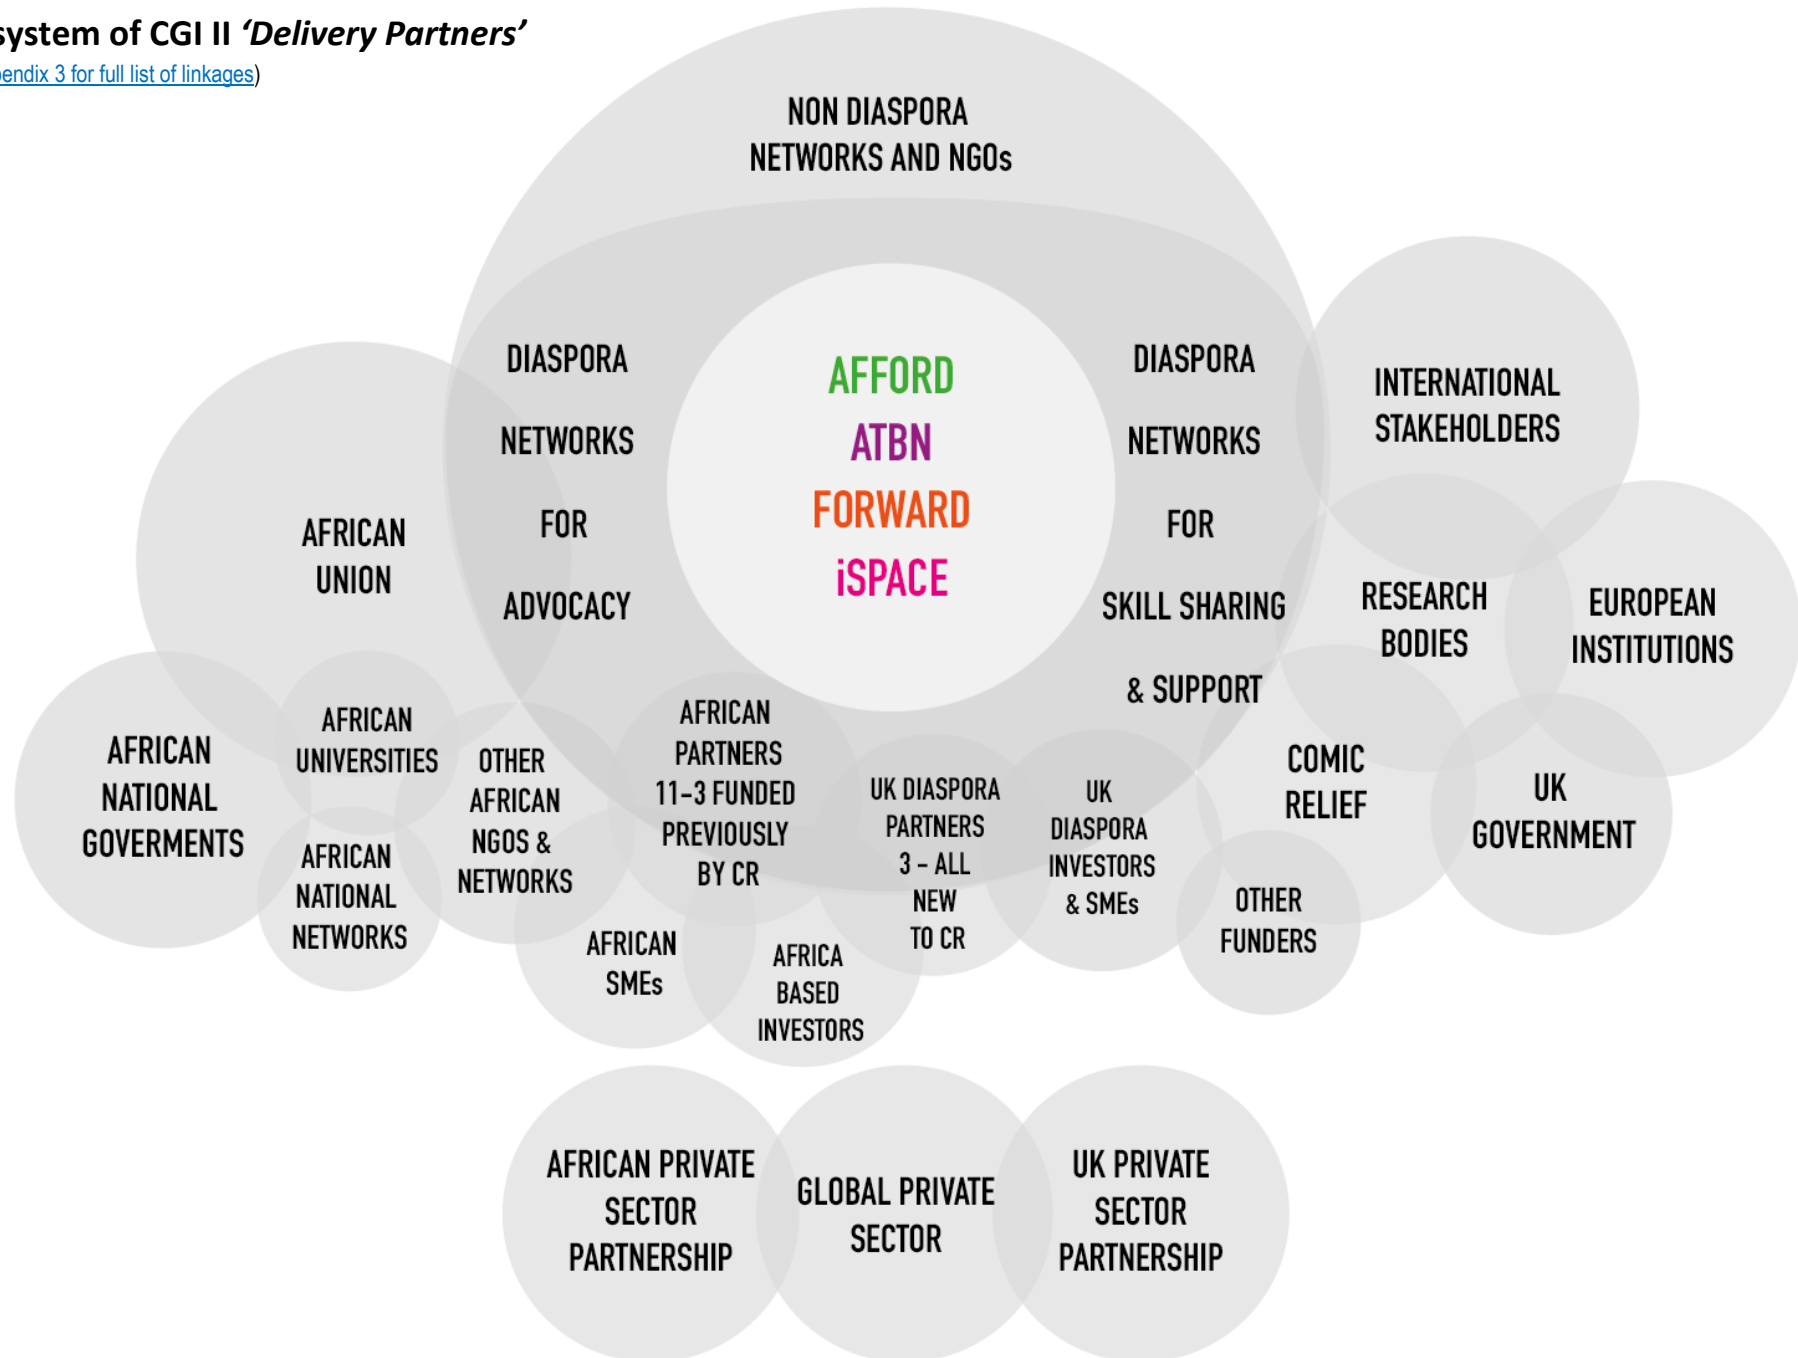 system of CGI II ‘Delivery Partners’
endix 3 for full list of linkages)
NON DIASPORA
NETWORKS AND NGOs
DIASPORA
NETWORKS
FOR
ADVOCACY
AFFORD
ATBN
FORWARD
iSPACE
DIASPORA
NETWORKS
FOR
SKILL SHARING
& SUPPORT
INTERNATIONAL
STAKEHOLDERS
AFRICAN
UNION
RESEARCH
BODIES
EUROPEAN
INSTITUTIONS
AFRICAN
NATIONAL
GOVERMENTS
AFRICAN
UNIVERSITIES
AFRICAN
NATIONAL
NETWORKS
OTHER
AFRICAN
NGOS &
NETWORKS
AFRICAN
PARTNERS
11-3 FUNDED
PREVIOUSLY
BY CR
UK DIASPORA
PARTNERS
3 - ALL
NEW
TO CR
UK
DIASPORA
INVESTORS
& SMEs
COMIC
RELIEF
UK
GOVERNMENT
OTHER
FUNDERS
AFRICAN
SMEs
AFRICA
BASED
INVESTORS
AFRICAN PRIVATE
SECTOR
PARTNERSHIP
GLOBAL PRIVATE
SECTOR
UK PRIVATE
SECTOR
PARTNERSHIP